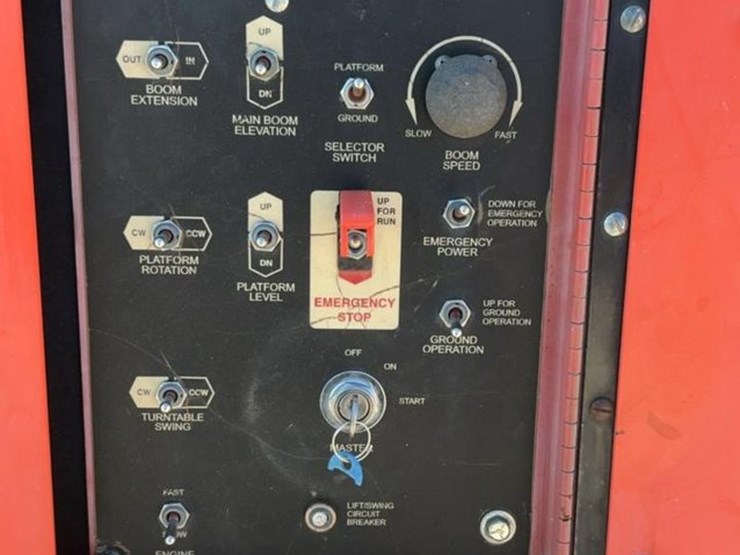 UP
OUT
IN
BOOM
EXTENSION
DN
MAIN BOOM
ELEVATION
PLATFORM
GROUND
SELECTOR
SWITCH
SLOW
FAST
BOOM
SPEED
CW
CCW
PLATFORM
ROTATION
UP
DN
PLATFORM
LEVEL
UP
FOR
RUN
EMERGENCY
STOP
DOWN FOR
EMERGENCY
OPERATION
EMERGENCY
POWER
UP FOR
GROUND
OPERATION
GROUND
OPERATION
OFF
ON
START
MASTER
CW
CCW
TURNTABLE
SWING
FAST
LIFT/SWING
CIRCUIT
BREAKER
ENGINE